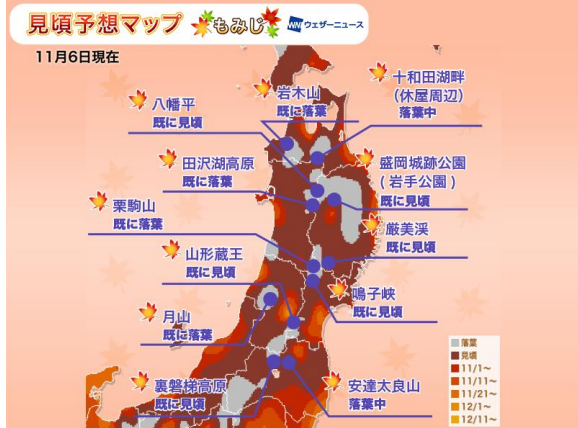 見頃予想マップ もみじ ウェザーニュース
11月6日現在
岩木山
既に落葉
十和田湖畔
(休屋周辺)
落葉中
八幡平
既に見頃
田沢湖高原
既に落葉
盛岡城跡公園
(岩手公園)
既に見頃
栗駒山
既に落葉
厳美渓
既に見頃
山形蔵王
既に見頃
鳴子峡
既に見頃
月山
既に落葉
裏磐梯高原
既に見頃
安達太良山
落葉中
落葉
見頃
11/1~
11/11~
11/21~
12/1~
12/11~